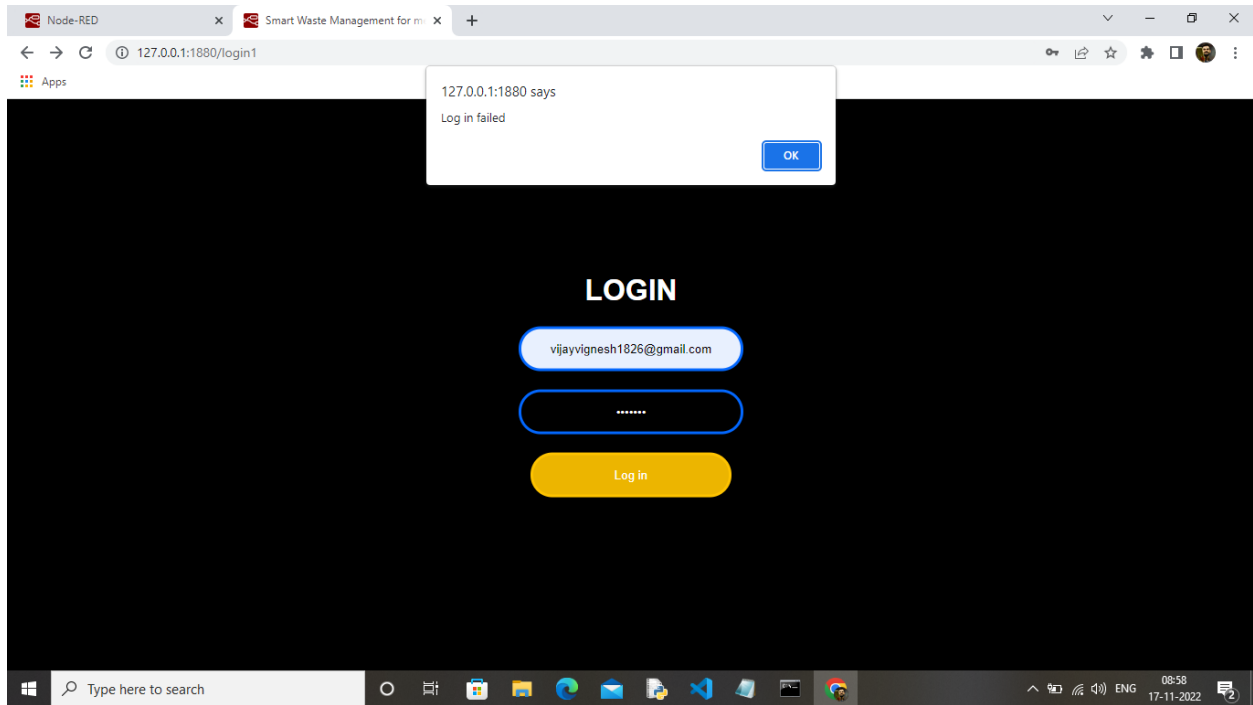 Node-RED
Smart Waste Management for m
127.0.0.1:1880/login1
Apps
127.0.0.1:1880 says
Log in failed
OK
LOGIN
vijayvignesh1826@gmail.com
•••••••
Log in
Type here to search
ENG
08:58
17-11-2022
2